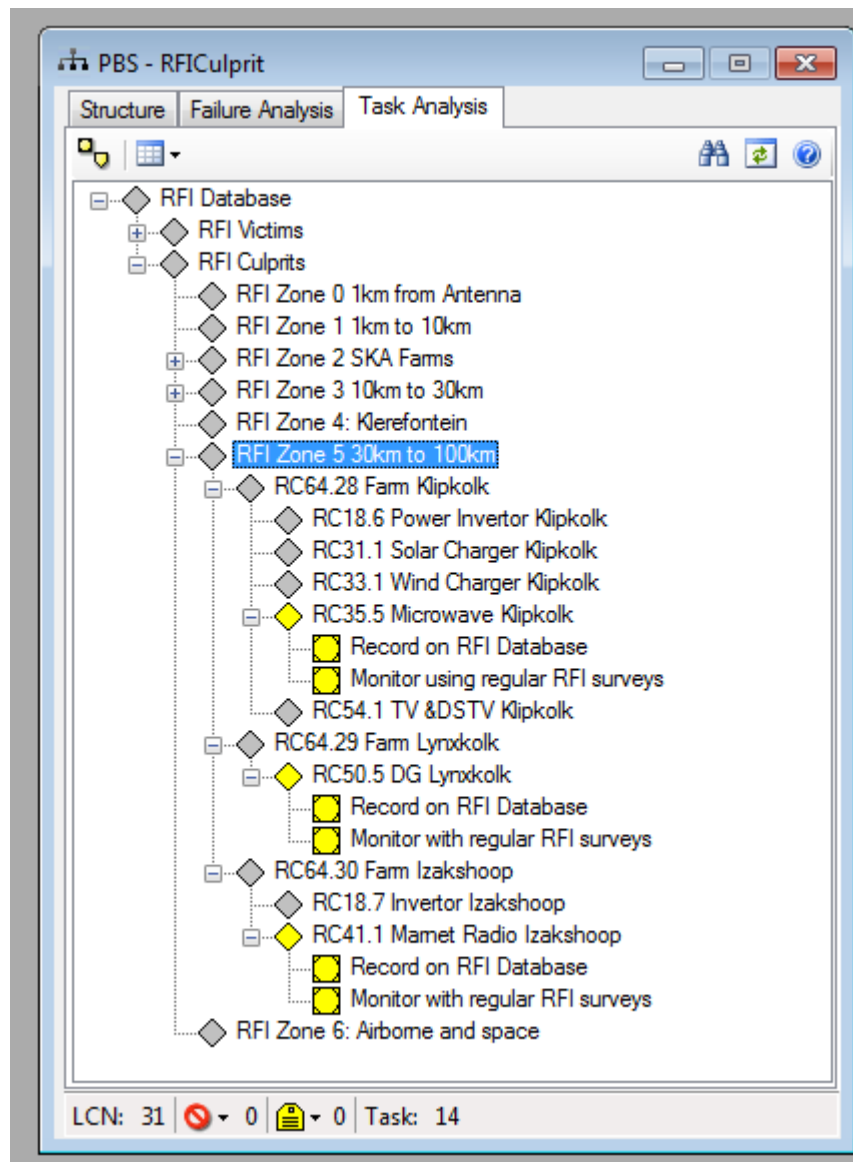 PBS - RFICulprit
Structure Failure Analysis Task Analysis
RFI Database
RFI Victims
RFI Culprits
RFI Zone 0 1km from Antenna
RFI Zone 1 1km to 10km
RFI Zone 2 SKA Farms
RFI Zone 3 10km to 30km
RFI Zone 4: Klerefontein
RFI Zone 5 30km to 100km
RC64.28 Farm Klipkolk
RC18.6 Power Invertor Klipkolk
RC31.1 Solar Charger Klipkolk
RC33.1 Wind Charger Klipkolk
RC35.5 Microwave Klipkolk
Record on RFI Database
Monitor using regular RFI surveys
RC54.1 TV &DSTV Klipkolk
RC64.29 Farm Lynxkolk
RC50.5 DG Lynxkolk
Record on RFI Database
Monitor with regular RFI surveys
RC64.30 Farm Izakshoop
RC18.7 Invertor Izakshoop
RC41.1 Marnet Radio Izakshoop
Record on RFI Database
Monitor with regular RFI surveys
RFI Zone 6: Airborne and space
LCN: 31 0 0 Task: 14